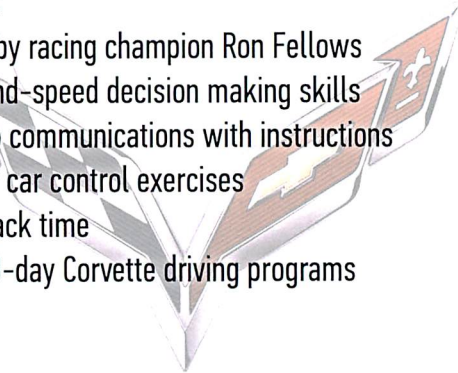 by racing champion Ron Fellows
nd-speed decision making skills
communications with instructions
car control exercises
ack time
-day Corvette driving programs